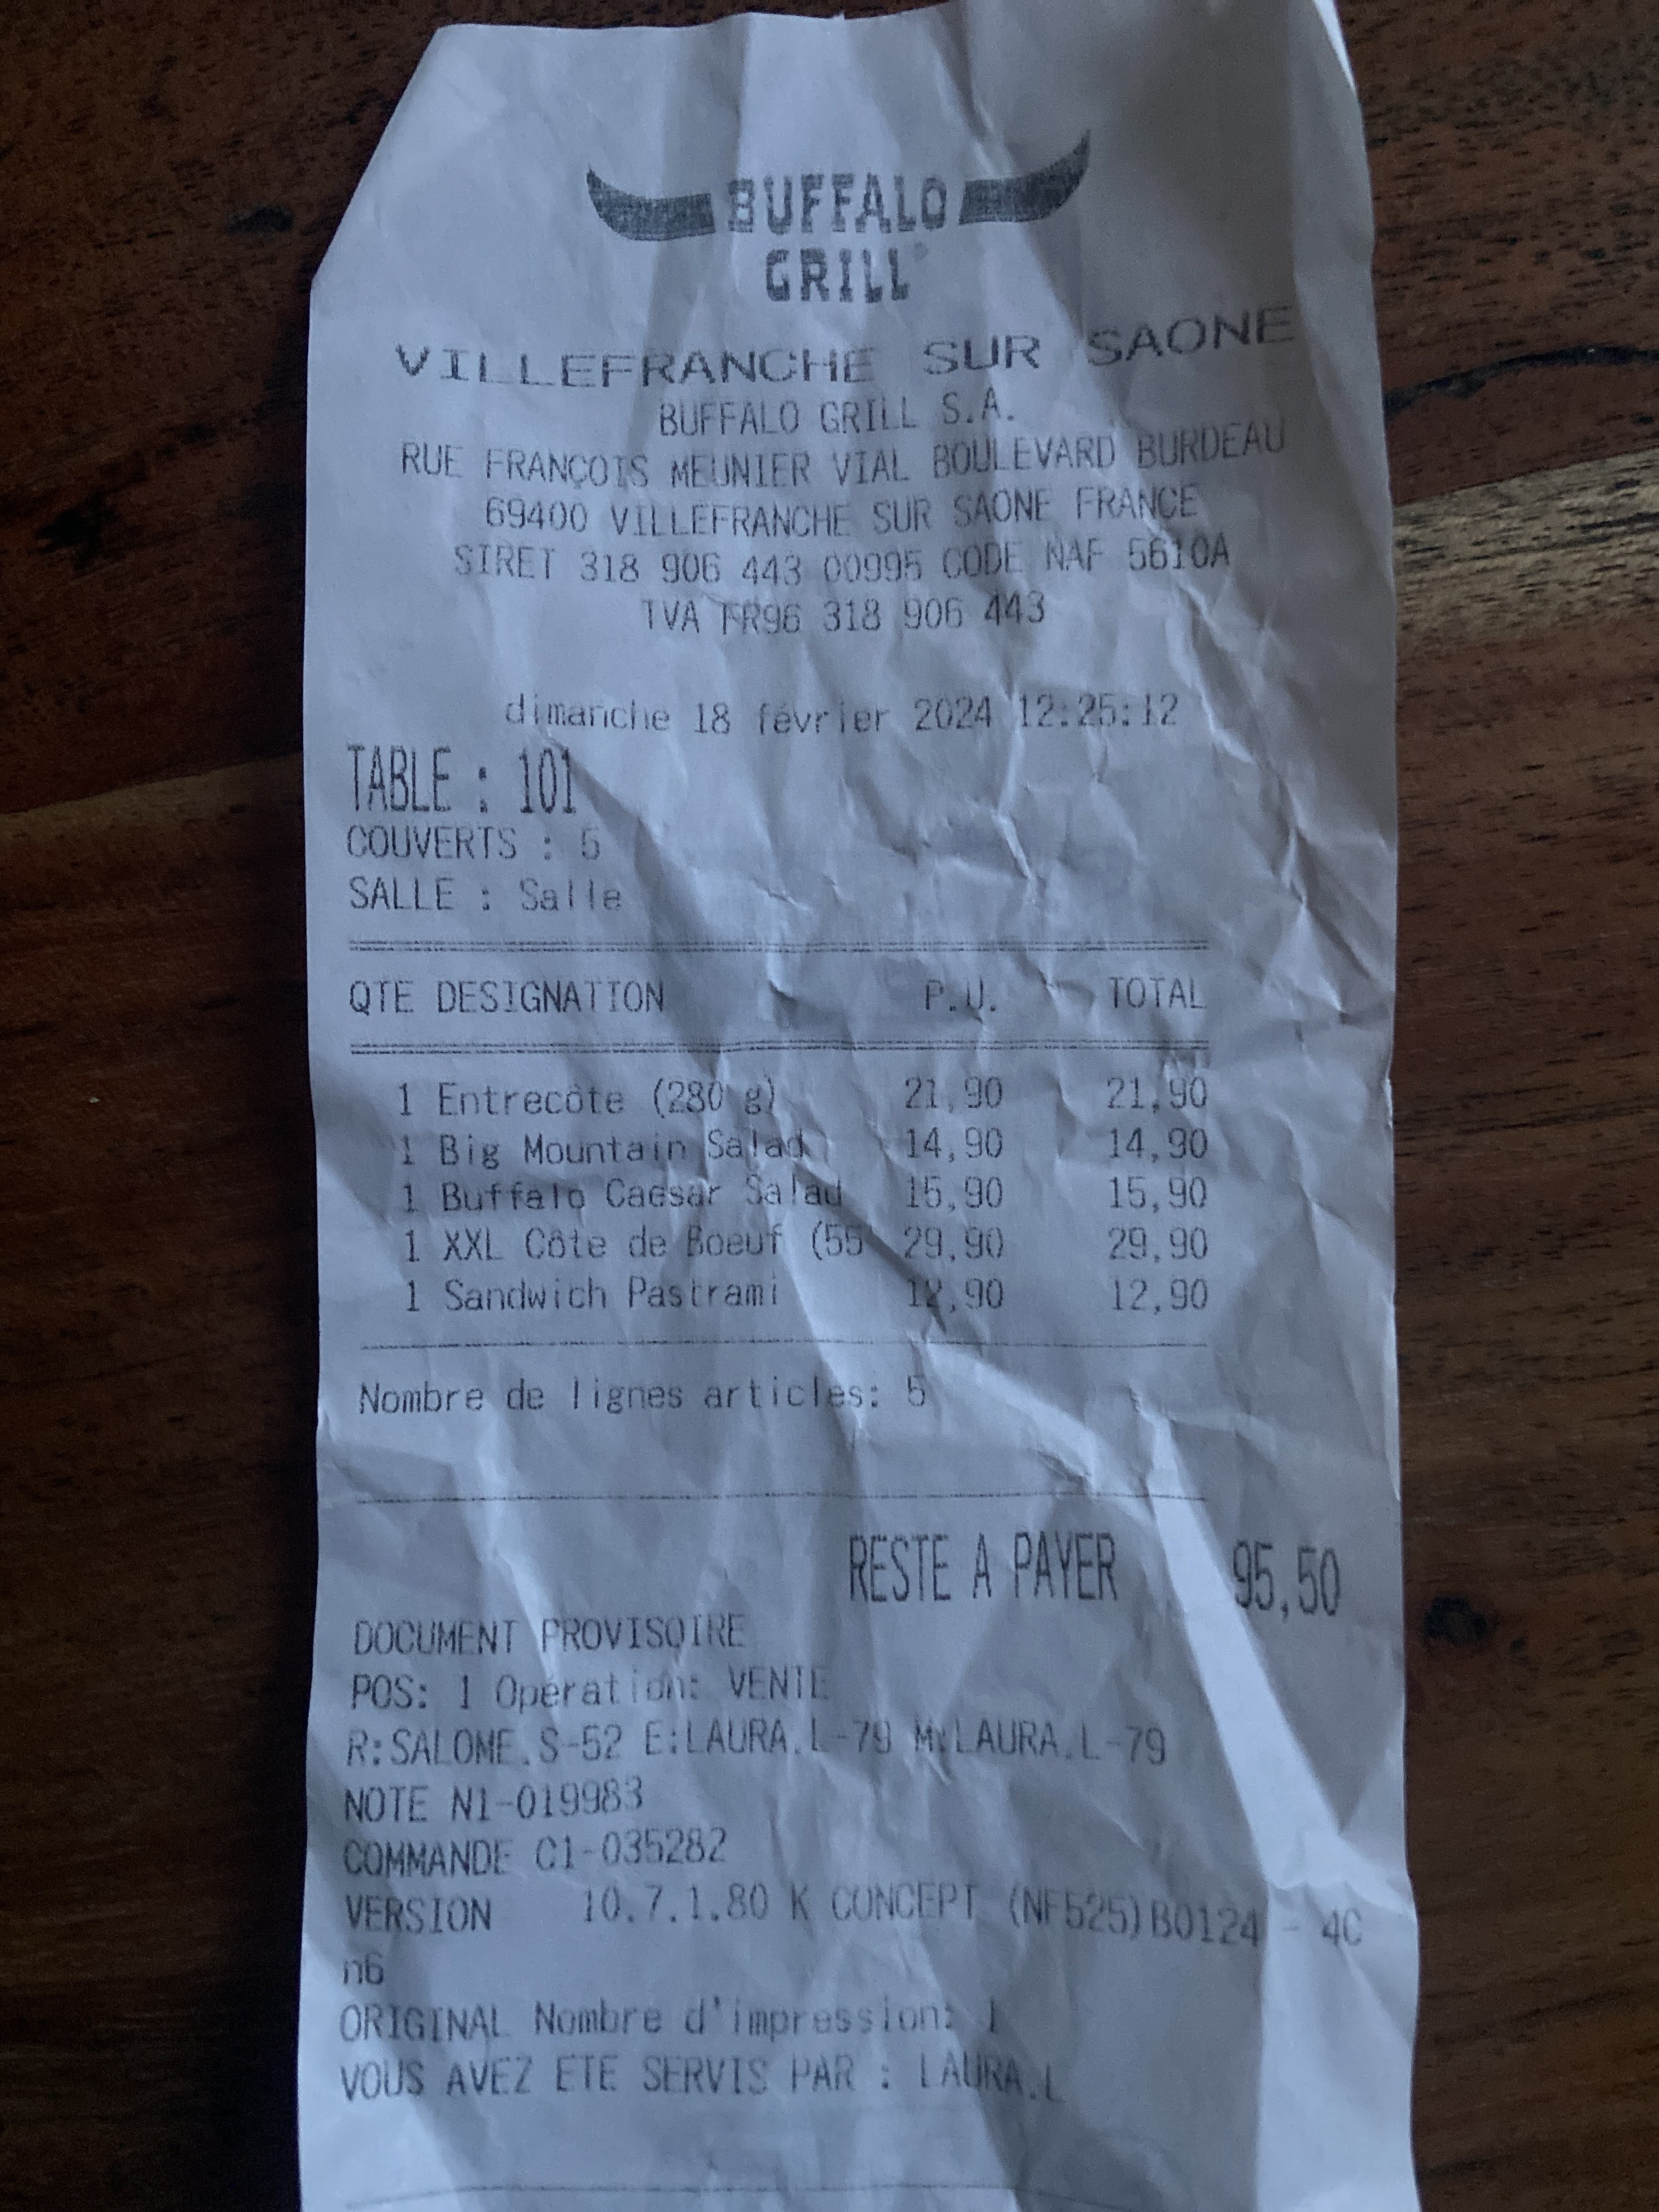 BUFFALO
GRILL®
VILLEFRANCHE SUR SAONE
BUFFALO GRILL S.A.
RUE FRANÇOIS MEUNIER VIAL BOULEVARD BURDEAU
69400 VILLEFRANCHE SUR SAONE FRANCE
SIRET 318 906 443 00995 CODE NAF 5610A
TVA FR96 318 906 443
dimanche 18 février 2024 12:25:12
TABLE : 101
COUVERTS : 5
SALLE : Salle
QTE DESIGNATION P.U. TOTAL
1 Entrecôte (280 g) 21,90 21,90
1 Big Mountain Salad 14,90 14,90
1 Buffalo Caesar Salad 15,90 15,90
1 XXL Côte de Boeuf (55 29,90 29,90
1 Sandwich Pastrami 12,90 12,90
Nombre de lignes articles: 5
RESTE A PAYER 95,50
DOCUMENT PROVISOIRE
POS: 1 Opération: VENTE
R:SALOME.S-52 E:LAURA.L-79 M:LAURA.L-79
NOTE N1-019983
COMMANDE C1-035282
VERSION 10.7.1.80 K CONCEPT (NF525)B0124 - 4C
n6
ORIGINAL Nombre d'impression: 1
VOUS AVEZ ETE SERVIS PAR : LAURA.L